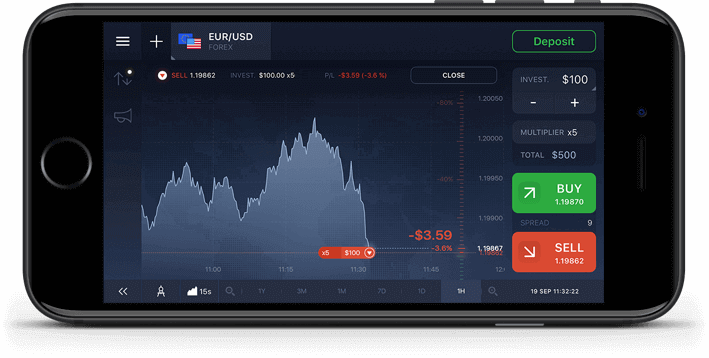 EUR/USD
FOREX
Deposit
SELL 1.19862 INVEST. $100.00 x5 P/L -$3.59 (-3.6 %) CLOSE
INVEST. $100
- +
MULTIPLIER x5
TOTAL $500
BUY
1.19870
SPREAD 9
SELL
1.19862
1.20050
1.20000
1.19950
1.19900
1.19867
1.19862
-80%
-40%
-$3.59
-3.6%
x5 $100
11:00 11:15 11:30 11:45 12:
15s 1Y 3M 1M 7D 1D 1H 19 SEP 11:32:22